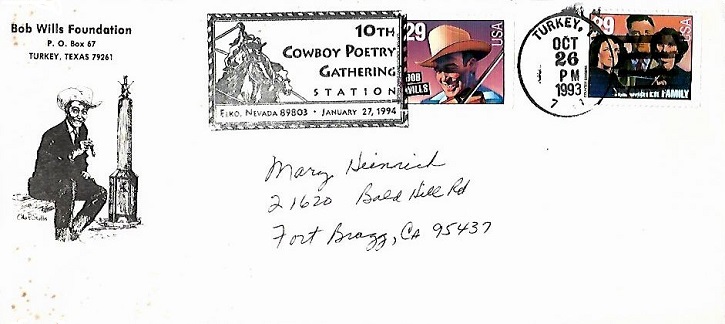 Bob Wills Foundation
P. O. Box 67
TURKEY, TEXAS 79261
10TH
COWBOY POETRY
GATHERING
STATION
ELKO, NEVADA 89803 • JANUARY 27, 1994
29
USA
BOB
WILLS
TURKEY, T
OCT
26
PM
1993
29
USA
THE CARTER FAMILY
Mary Heinrich
21620 Bald Hill Rd
Fort Bragg, CA 95437